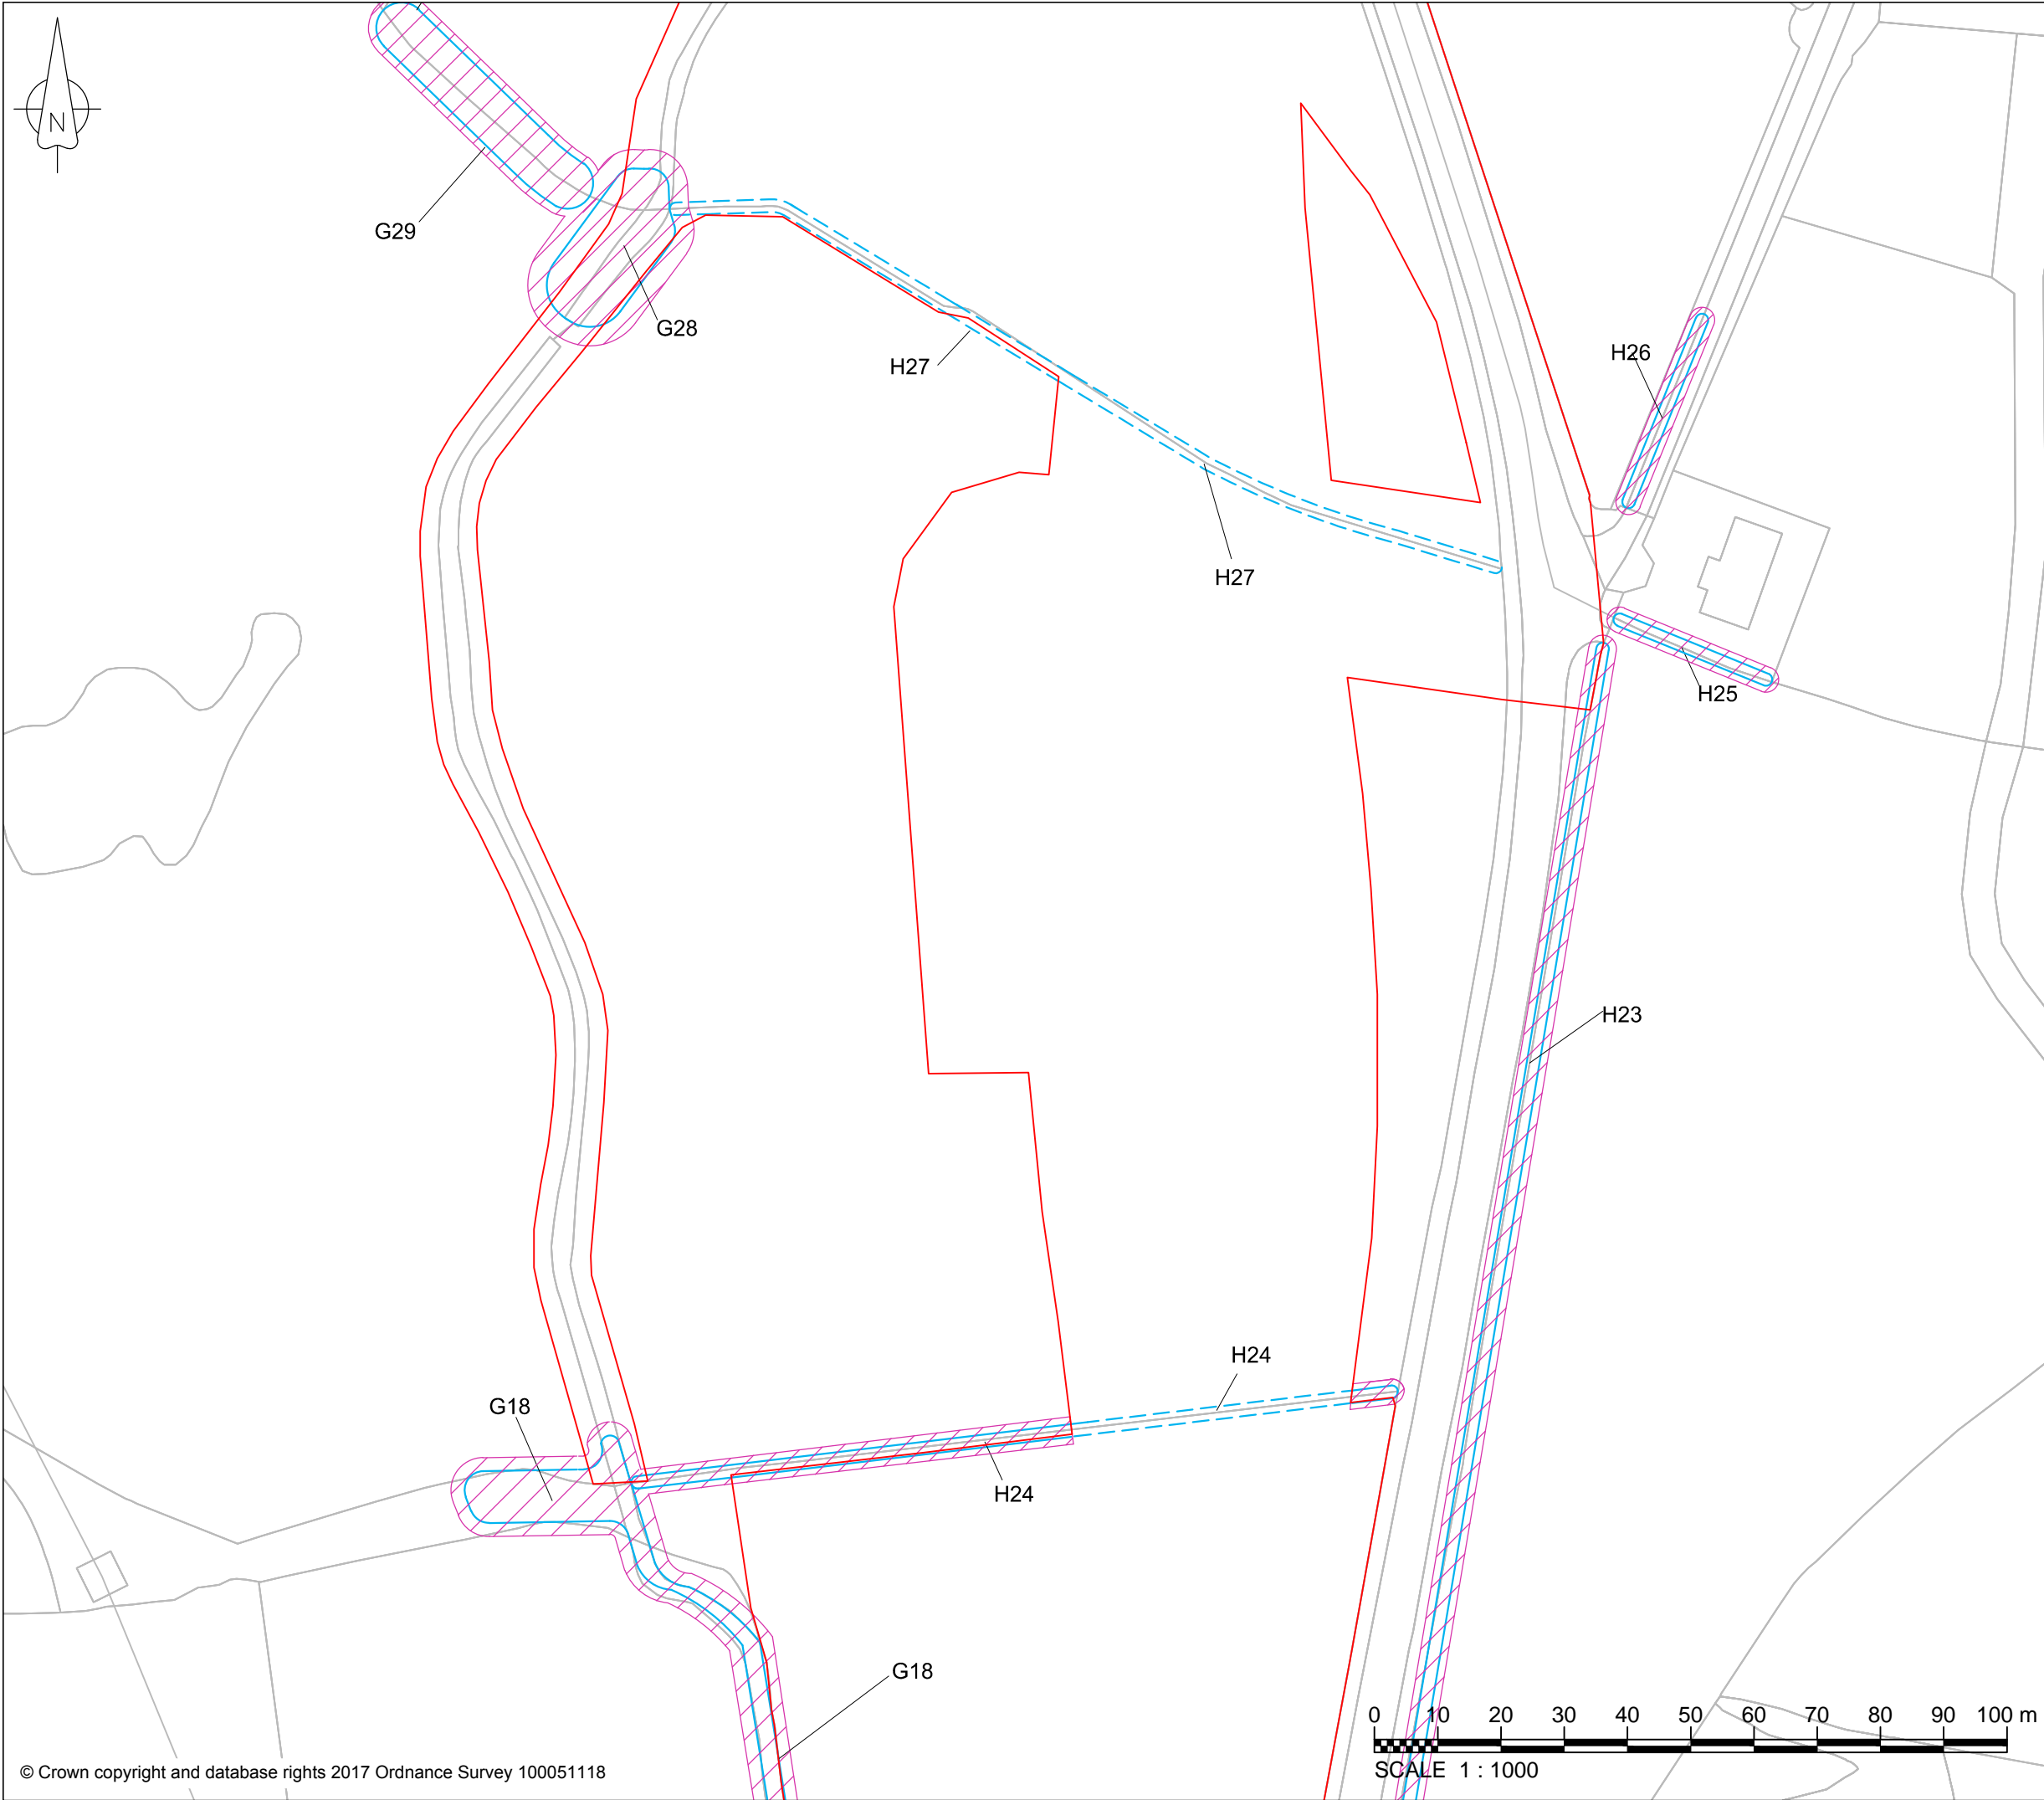 N
G29
G28
H27
H26
H27
H25
H23
H24
G18
H24
G18
0 10 20 30 40 50 60 70 80 90 100 m
SCALE 1 : 1000
© Crown copyright and database rights 2017 Ordnance Survey 100051118